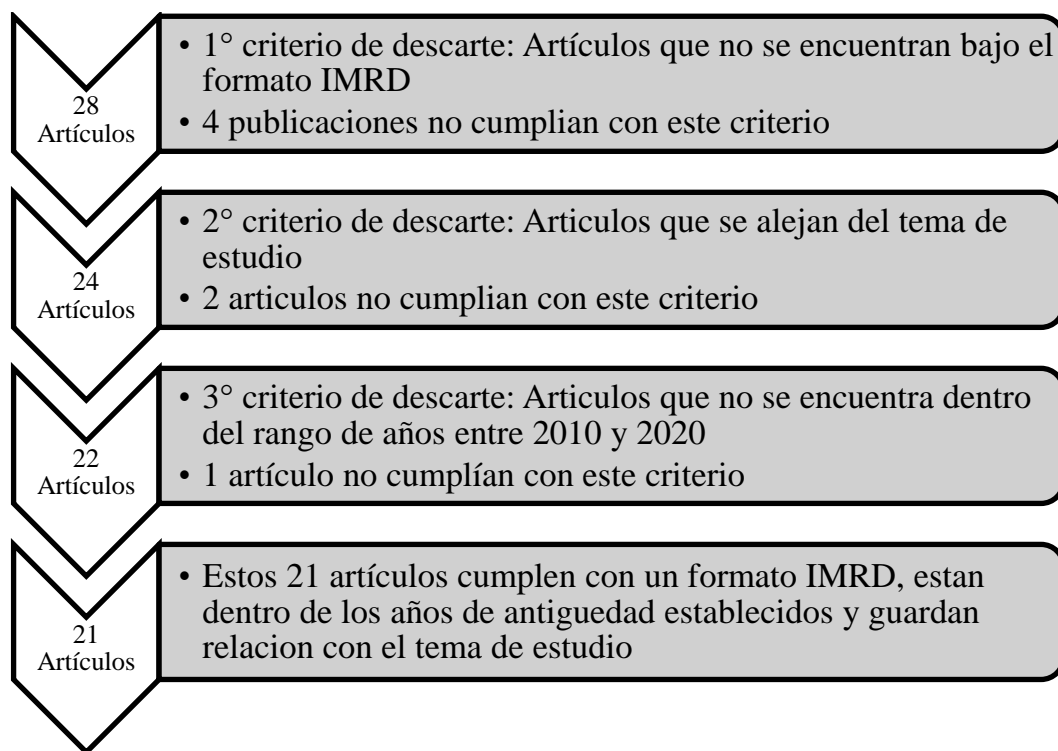 28
Artículos
• 1° criterio de descarte: Artículos que no se encuentran bajo el
formato IMRD
• 4 publicaciones no cumplian con este criterio
24
Artículos
• 2° criterio de descarte: Articulos que se alejan del tema de
estudio
• 2 articulos no cumplian con este criterio
22
Artículos
• 3° criterio de descarte: Articulos que no se encuentra dentro
del rango de años entre 2010 y 2020
• 1 artículo no cumplían con este criterio
21
Artículos
• Estos 21 artículos cumplen con un formato IMRD, estan
dentro de los años de antiguedad establecidos y guardan
relacion con el tema de estudio